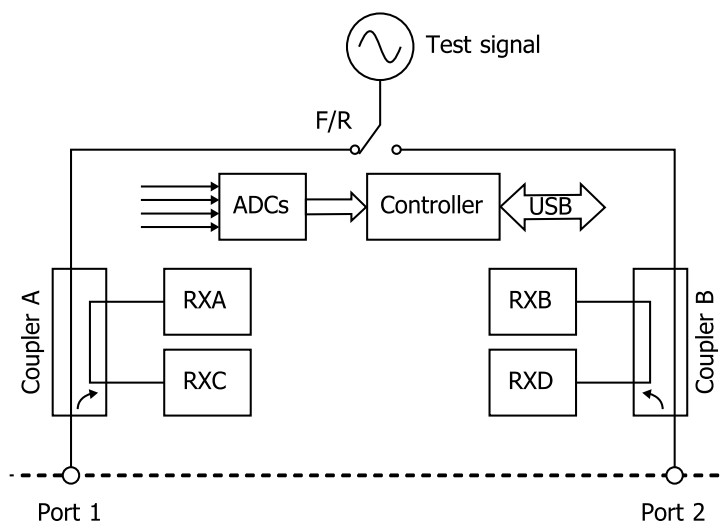 Test signal
F/R
ADCs
Controller
USB
Coupler A
RXA
RXC
RXB
RXD
Coupler B
Port 1
Port 2